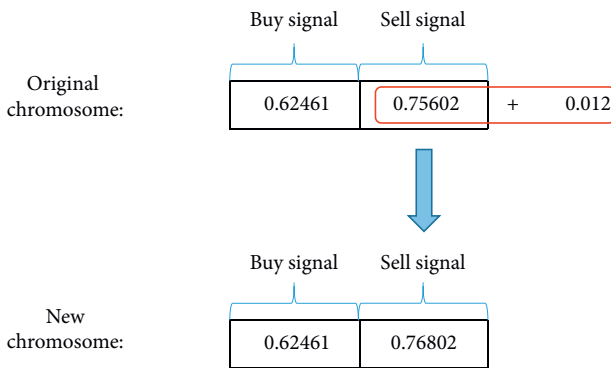 Buy signal Sell signal
Original
chromosome:
0.62461 0.75602 + 0.012
Buy signal Sell signal
New
chromosome:
0.62461 0.76802